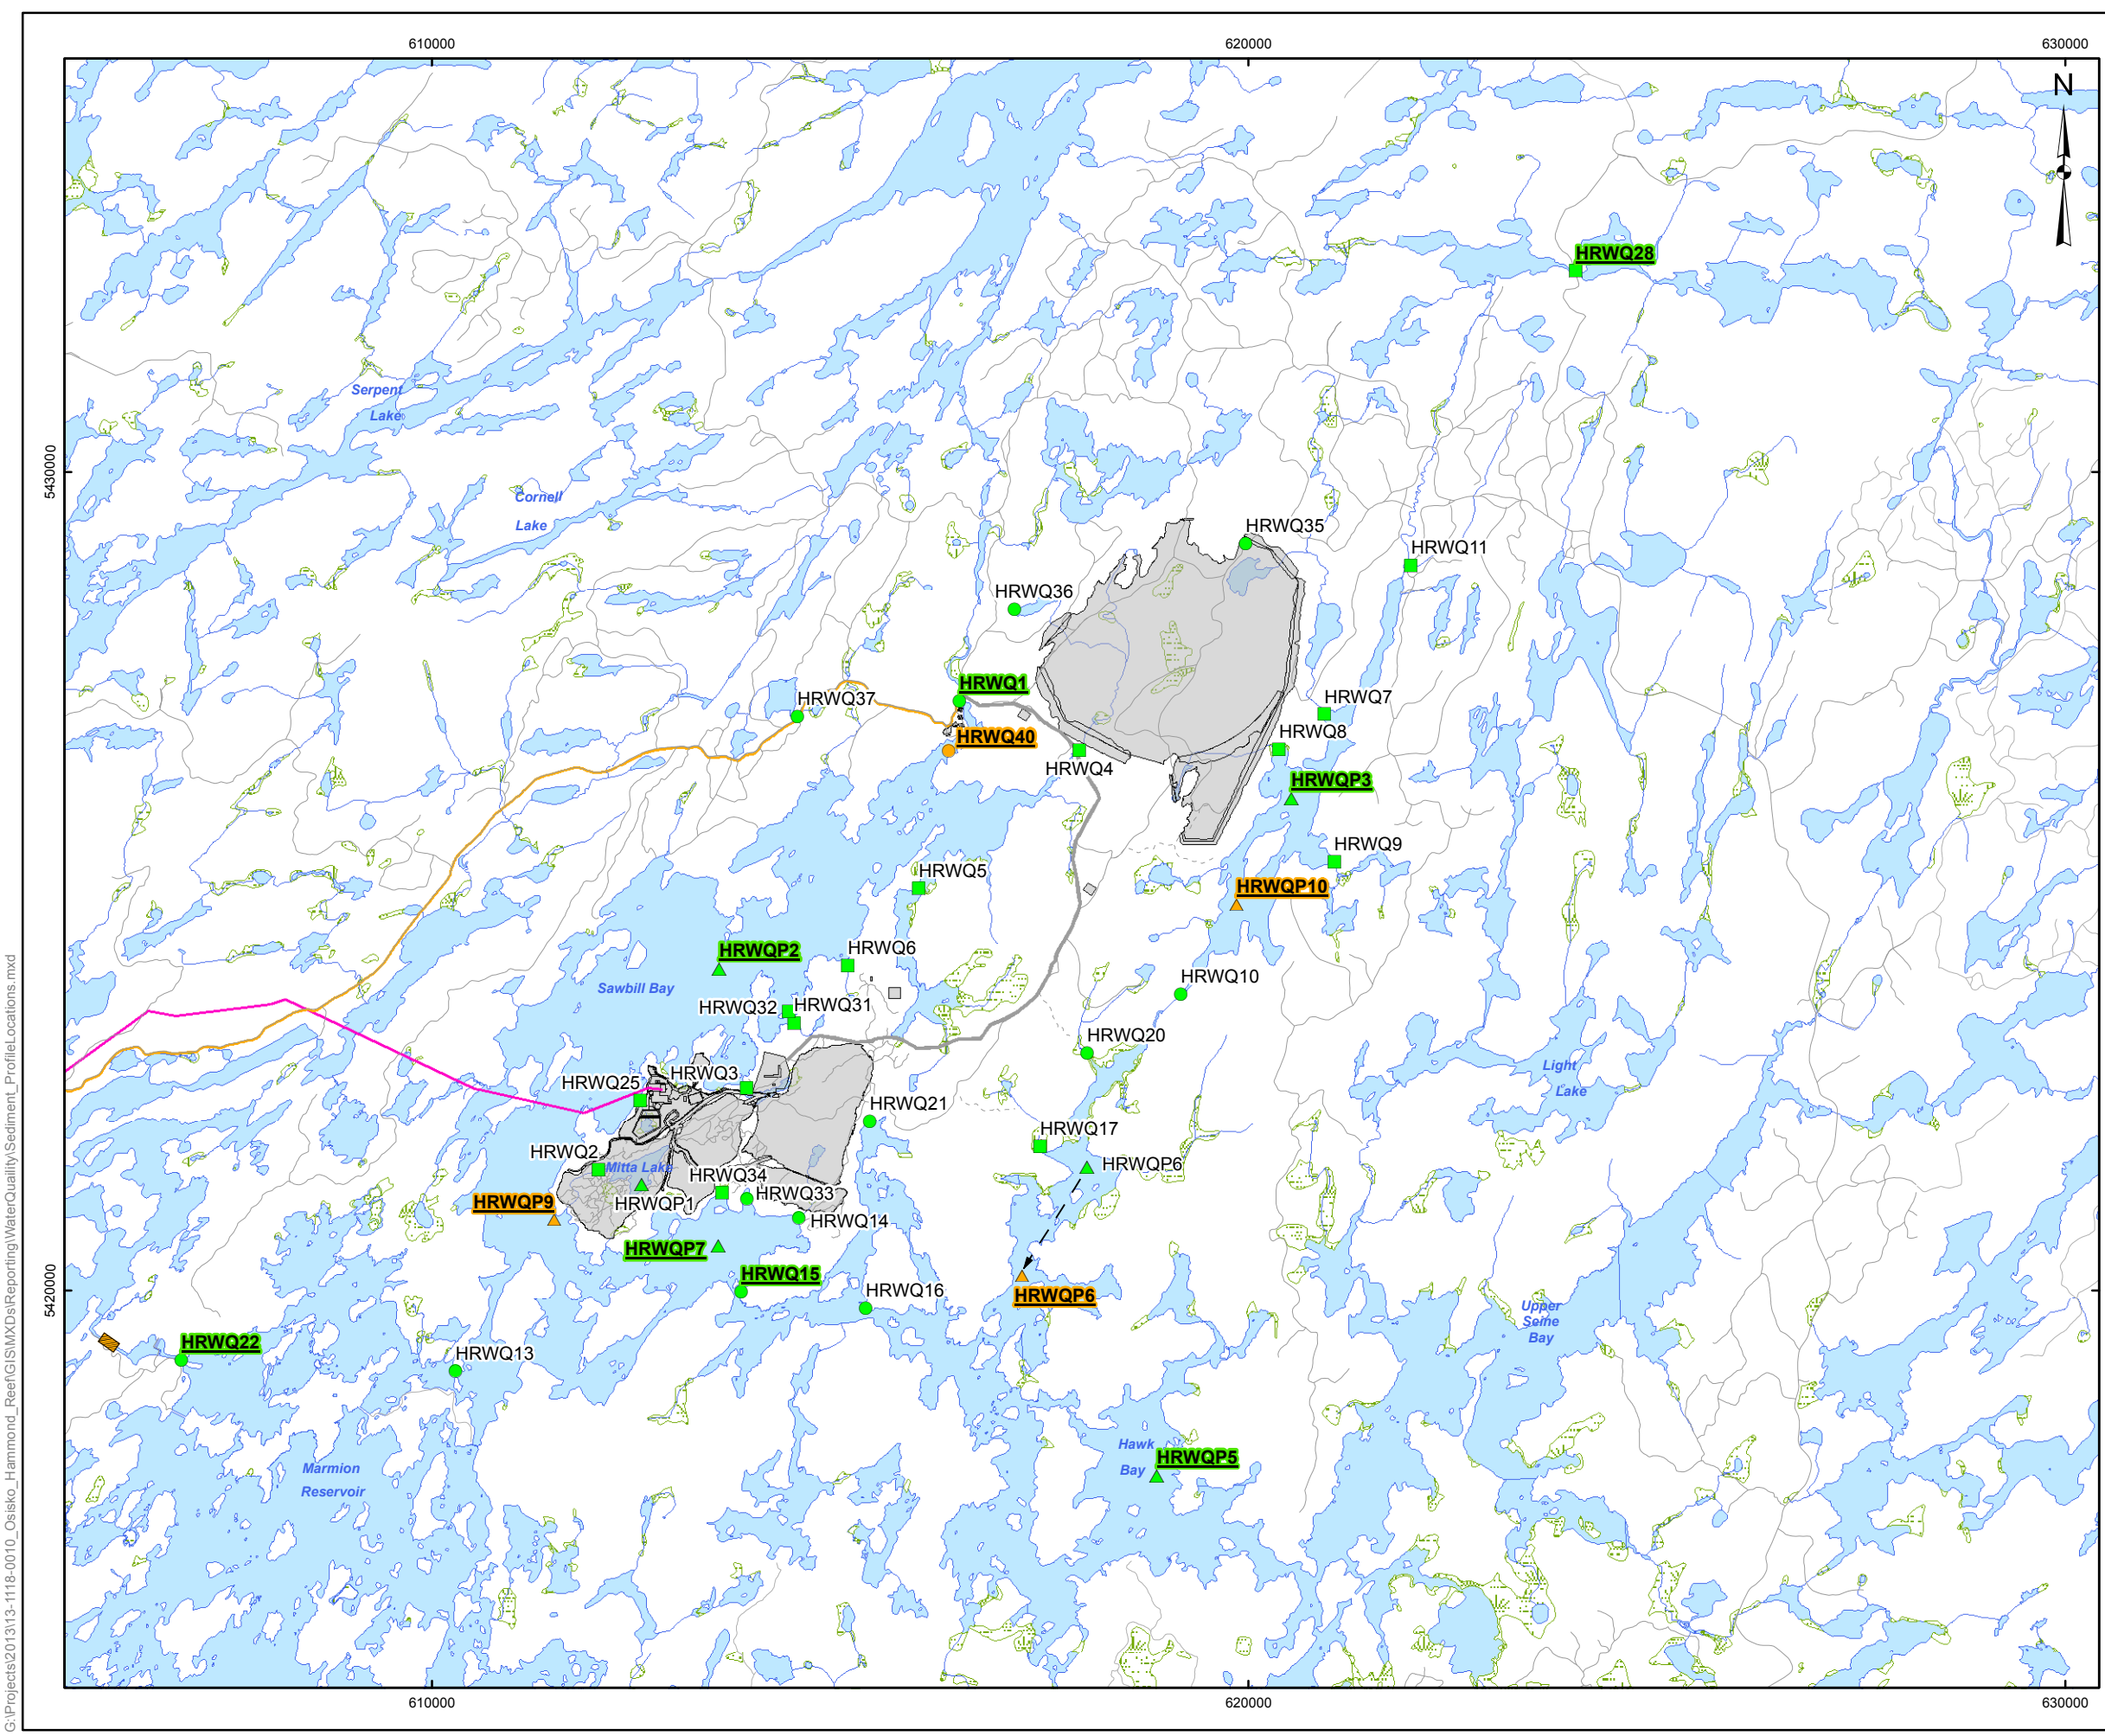 610000
620000
630000
N
HRWQ28
Serpent
Lake
5430000
Cornell
Lake
HRWQ35
HRWQ11
HRWQ36
HRWQ1
HRWQ37
HRWQ7
HRWQ40
HRWQ8
HRWQ4
HRWQP3
HRWQ9
HRWQ5
HRWQP10
HRWQP2
HRWQ6
Sawbill Bay
HRWQ10
HRWQ32
HRWQ31
HRWQ20
Light
Lake
HRWQ25
HRWQ3
HRWQ21
HRWQ17
HRWQ2
Mitta Lake
HRWQP6
HRWQ34
HRWQ33
HRWQP9
HRWQP1
HRWQ14
HRWQP7
HRWQ15
5420000
HRWQP6
HRWQ16
Upper
Seine
Bay
HRWQ22
HRWQ13
Hawk
Bay
HRWQP5
Marmion
Reservoir
610000
620000
630000
G:\Projects\2013\13-1118-0010_Osisko_Hammond_Reef\GIS\MXDs\Reporting\WaterQuality\Sediment_ProfileLocations.mxd